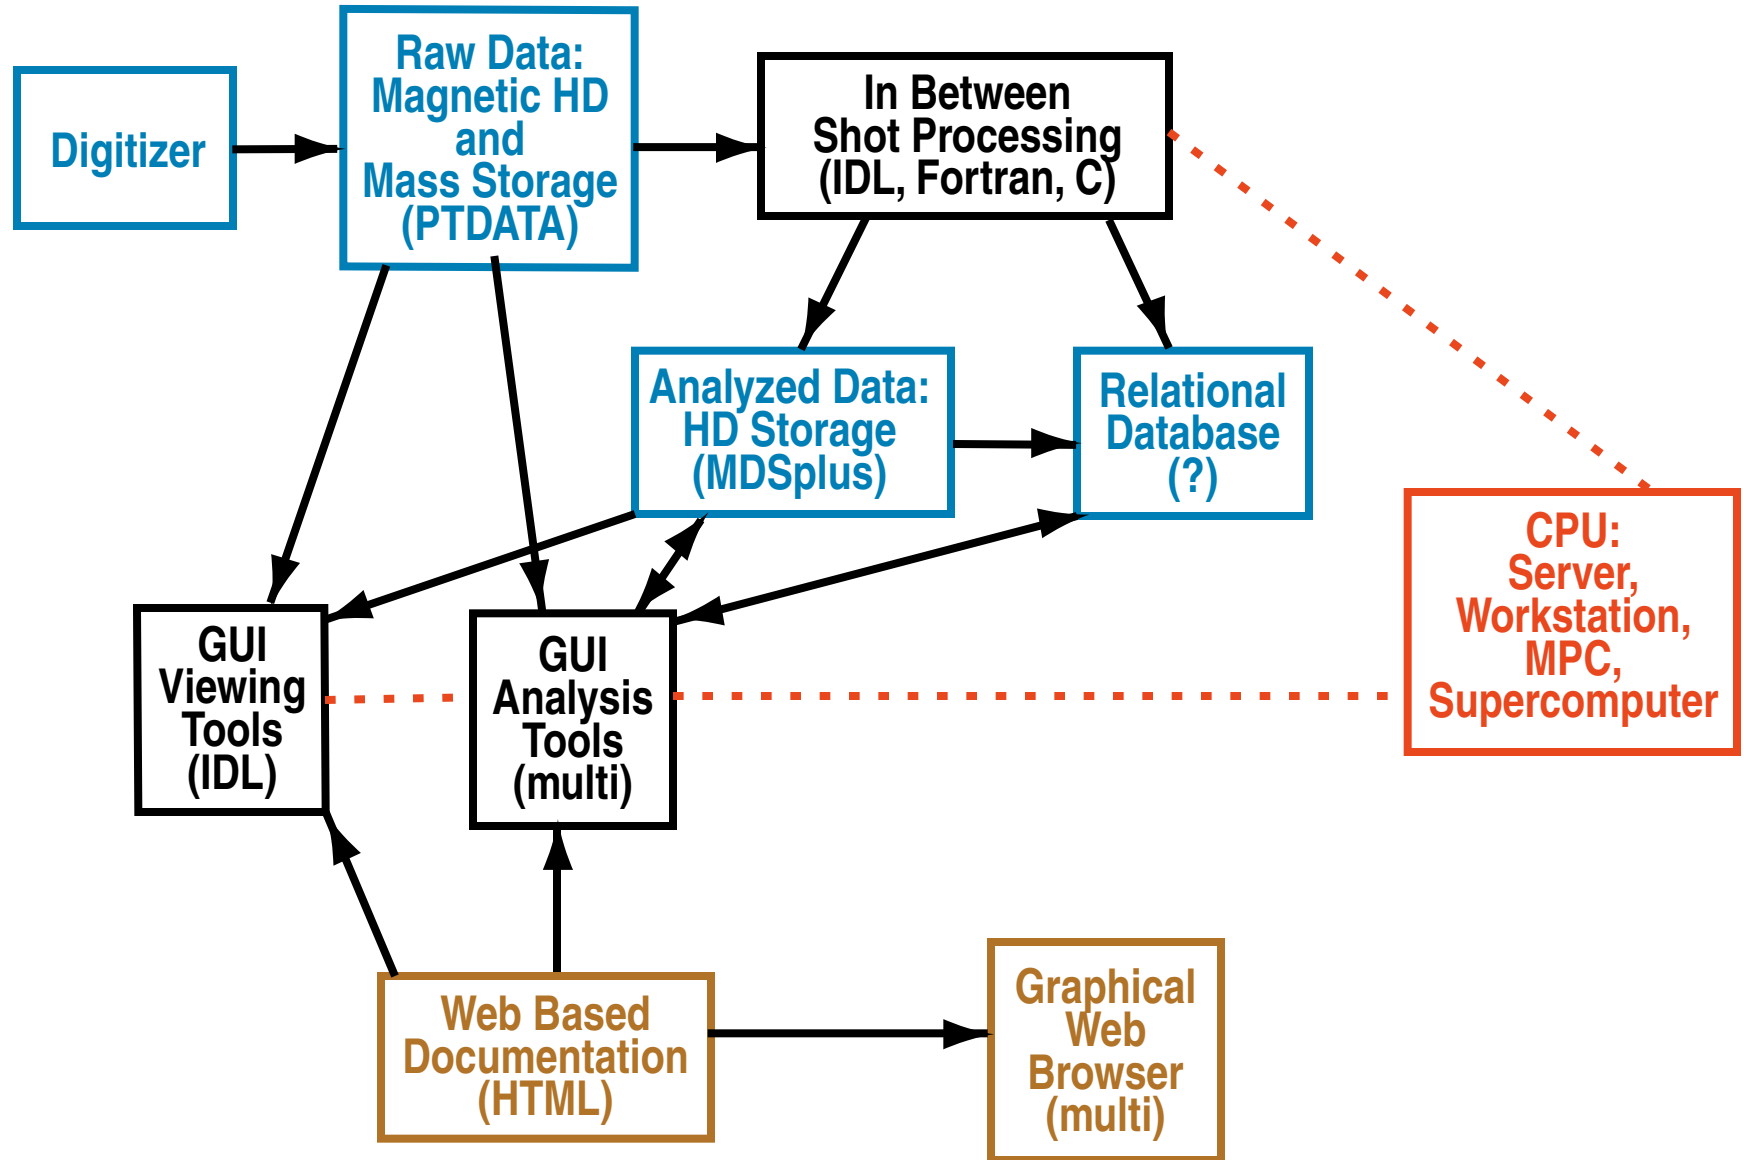 Digitizer
Raw Data:
Magnetic HD
and
Mass Storage
(PTDATA)
In Between
Shot Processing
(IDL, Fortran, C)
Analyzed Data:
HD Storage
(MDSplus)
Relational
Database
(?)
CPU:
Server,
Workstation,
MPC,
Supercomputer
GUI
Viewing
Tools
(IDL)
GUI
Analysis
Tools
(multi)
Web Based
Documentation
(HTML)
Graphical
Web
Browser
(multi)